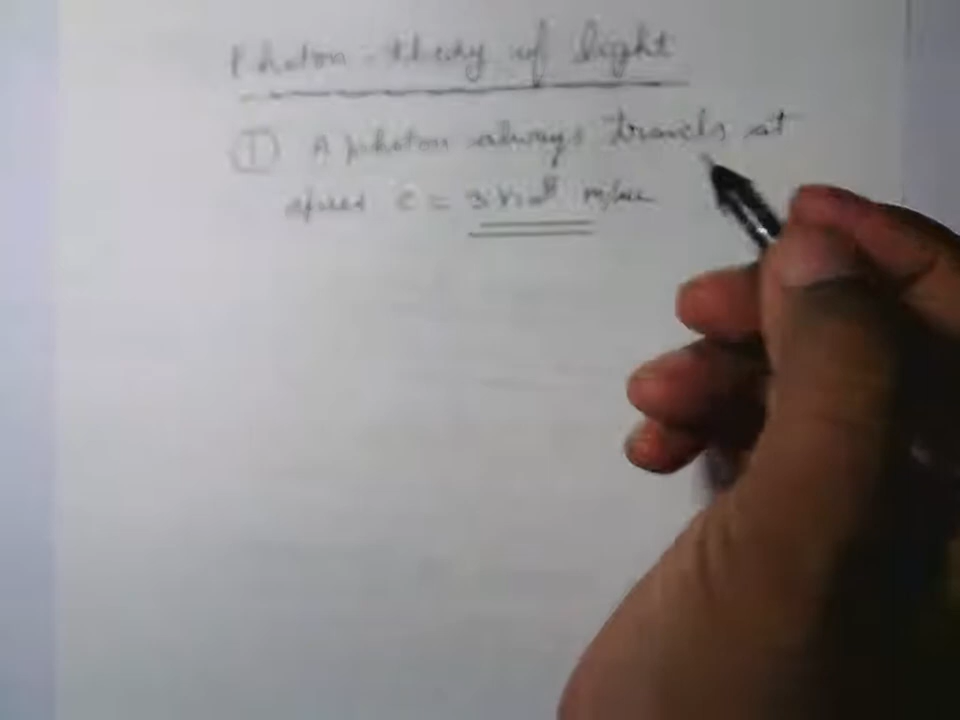 Photon theory of light
① A photon always travels at
speed c = 3×10⁸ m/sec